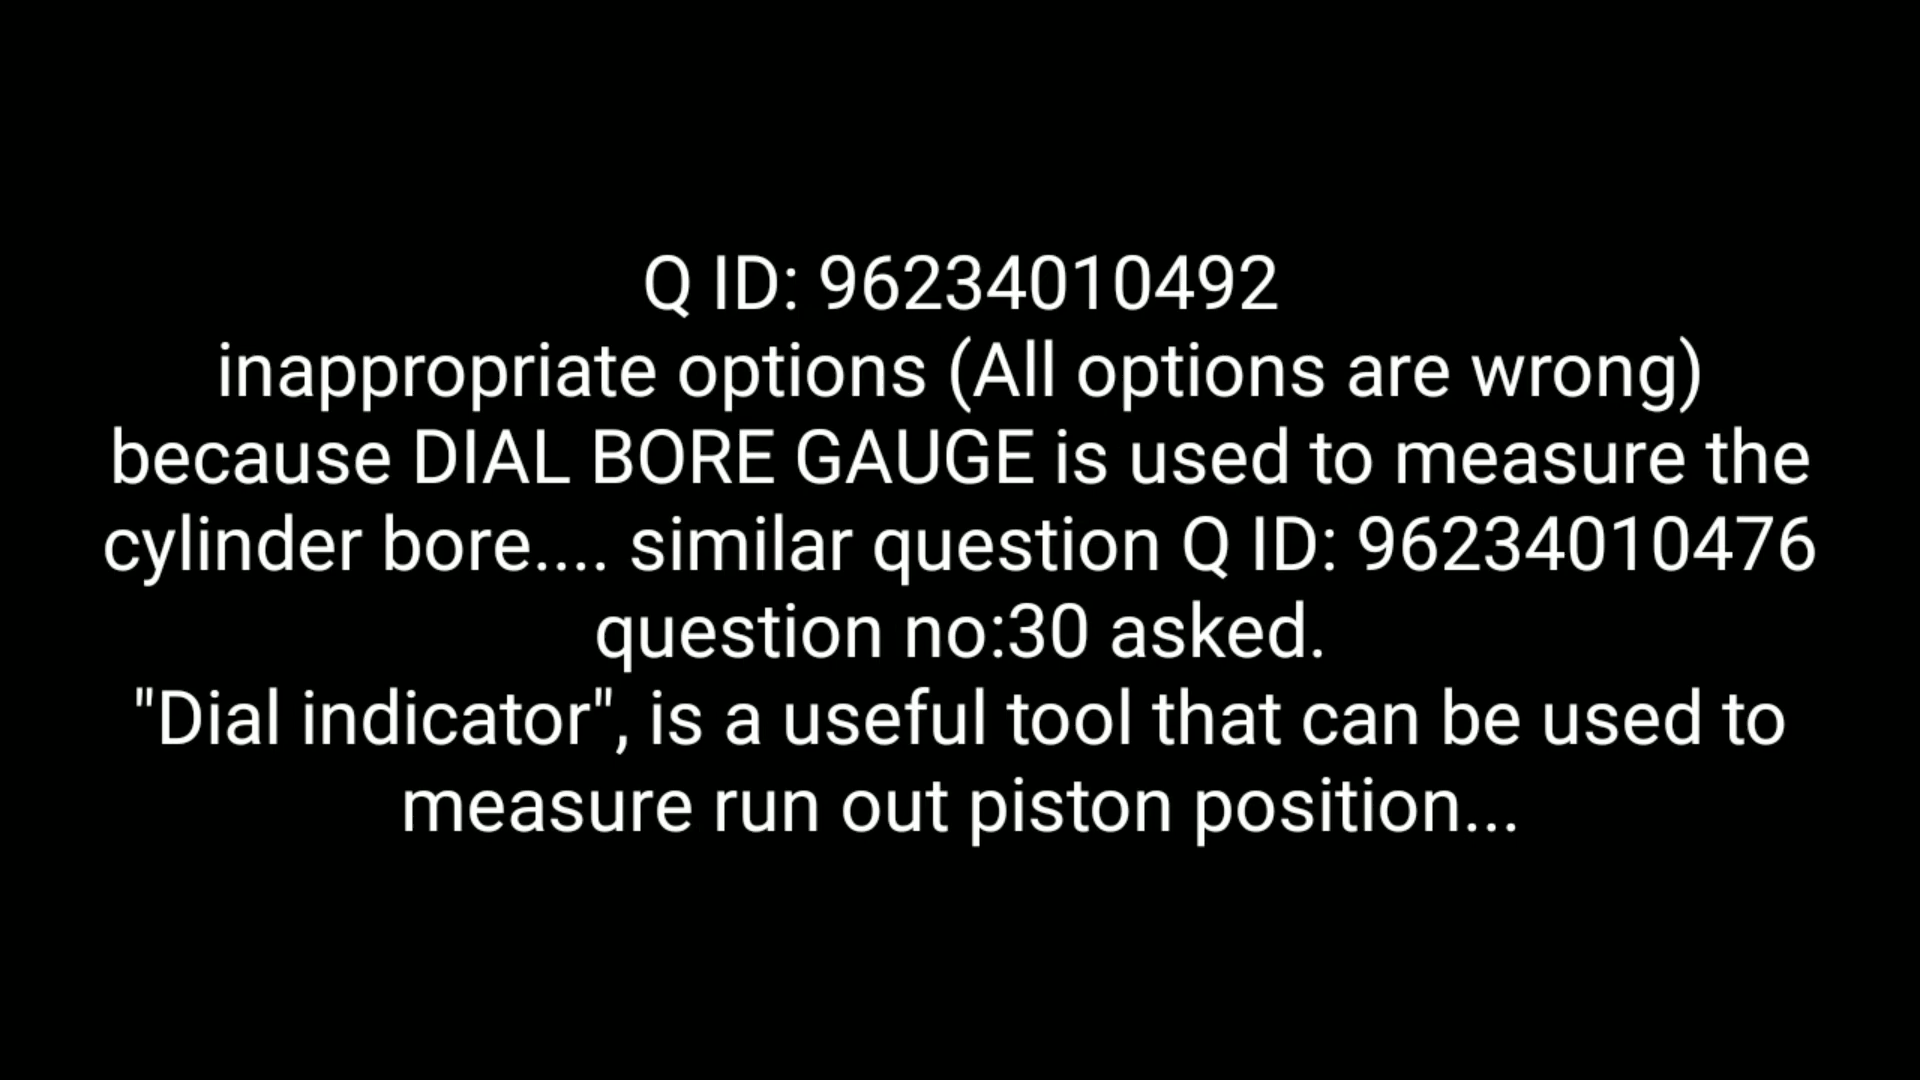 Q ID: 96234010492
inappropriate options (All options are wrong)
because DIAL BORE GAUGE is used to measure the
cylinder bore.... similar question Q ID: 96234010476
question no:30 asked.
"Dial indicator", is a useful tool that can be used to
measure run out piston position...